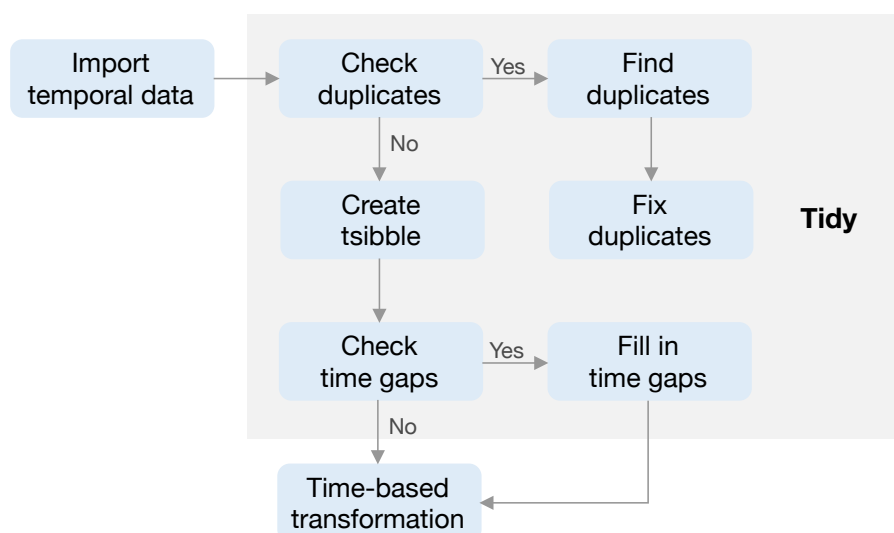 Import
temporal data
Check
duplicates
Yes
Find
duplicates
No
Create
tsibble
Fix
duplicates
Tidy
Check
time gaps
Yes
Fill in
time gaps
No
Time-based
transformation